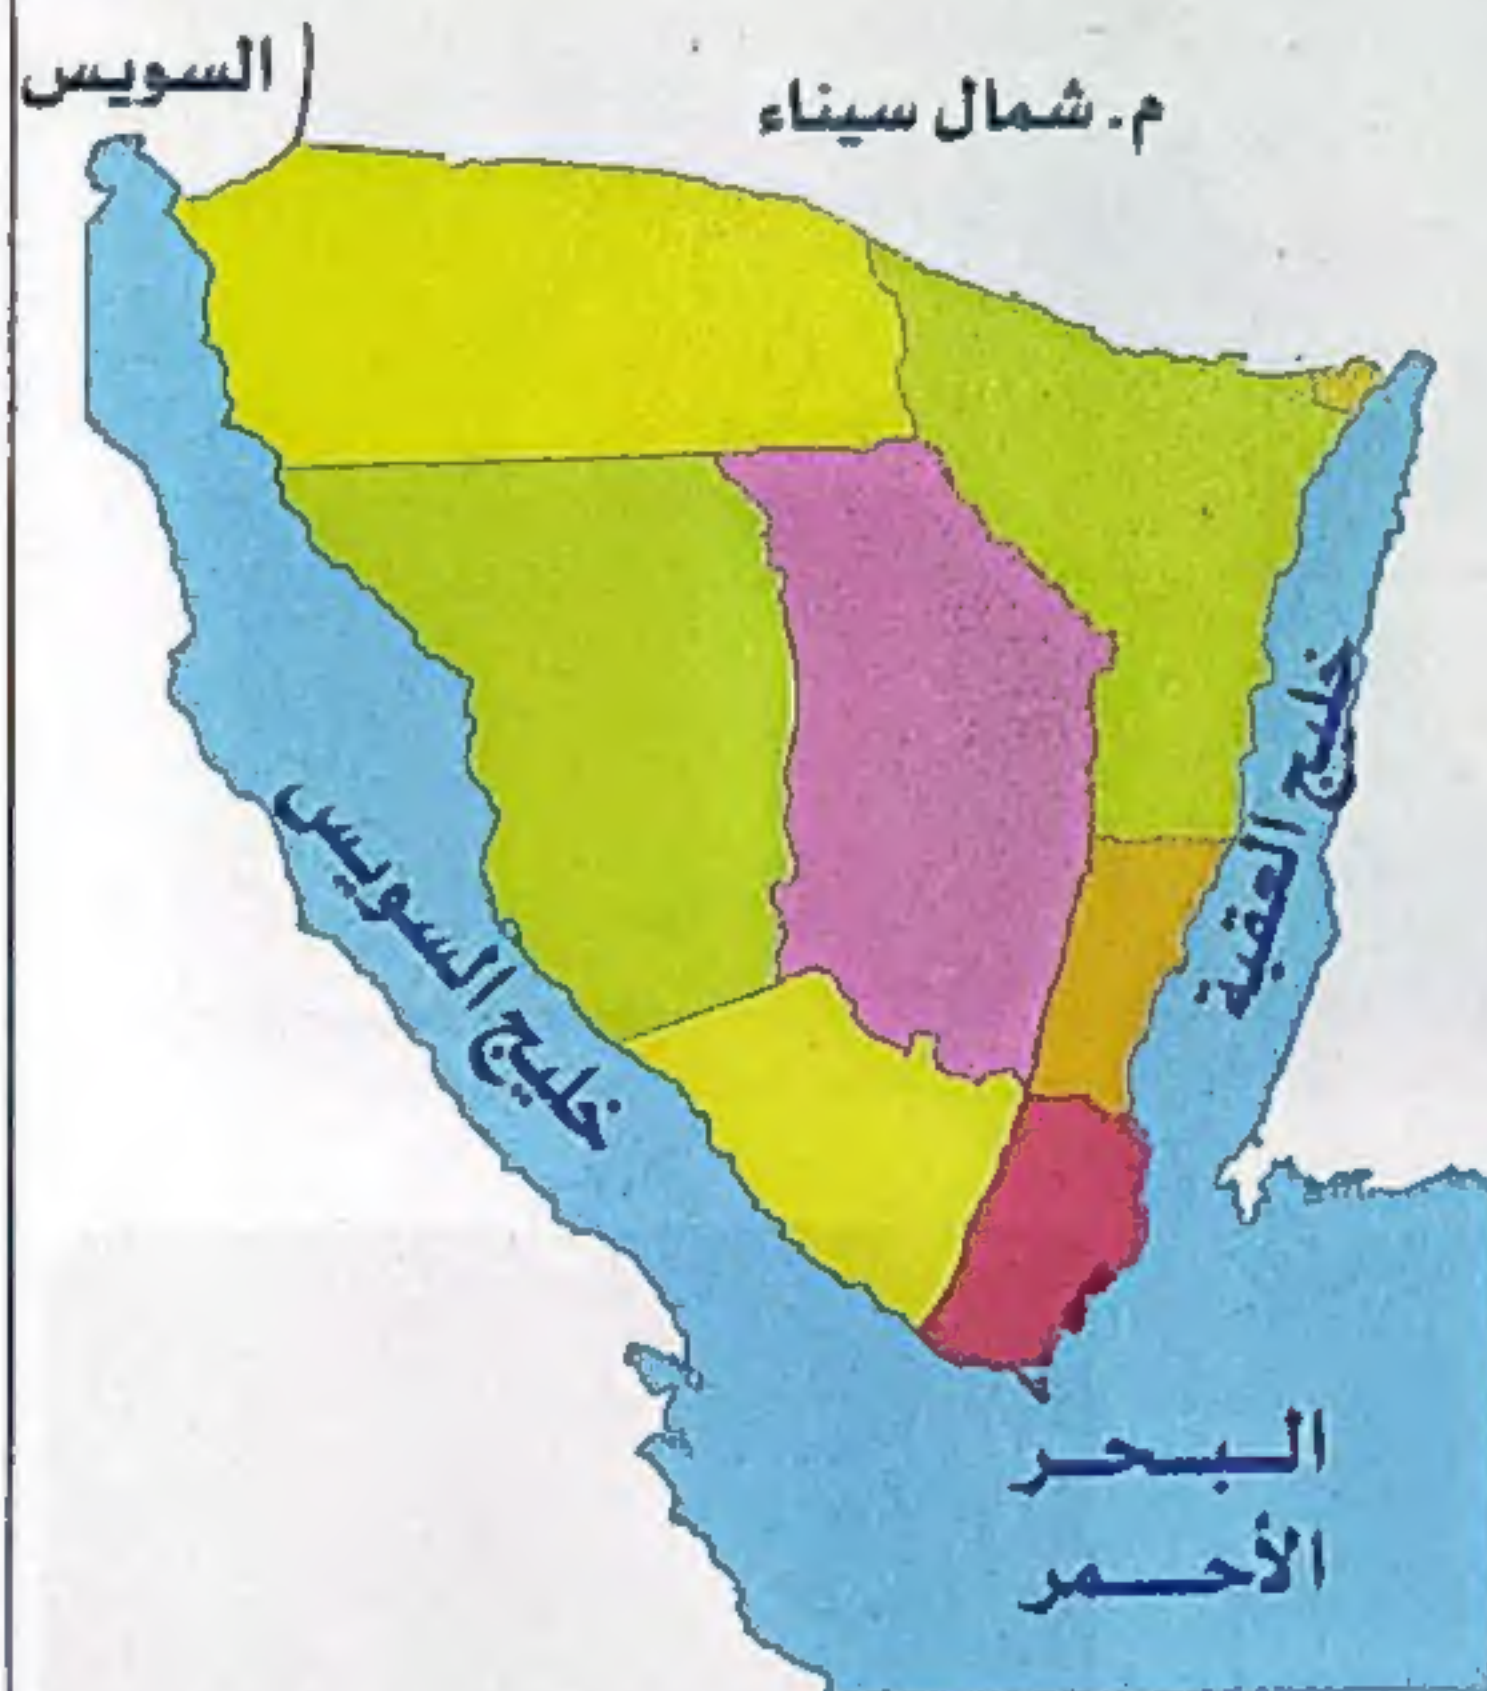 السويس
م. شمال سيناء
خليج العقبة
خليج السويس
البحر
الأحمر